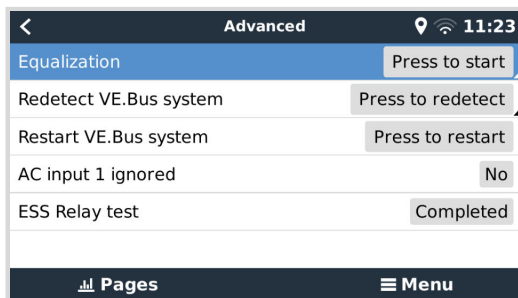 Advanced 11:23
Equalization Press to start
Redetect VE.Bus system Press to redetect
Restart VE.Bus system Press to restart
AC input 1 ignored No
ESS Relay test Completed
Pages Menu